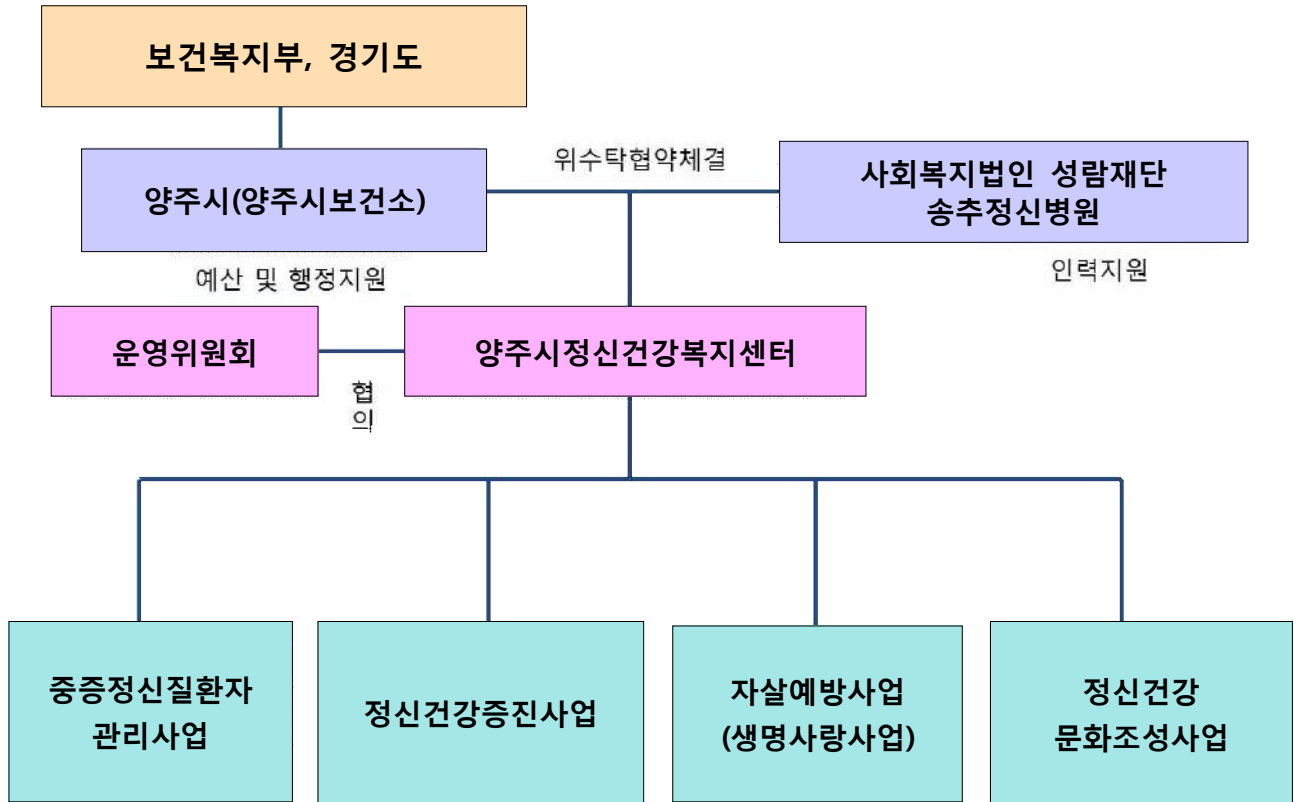 보건복지부, 경기도
위수탁협약체결
양주시(양주시보건소)
사회복지법인 성람재단
송추정신병원
예산 및 행정지원
인력지원
운영위원회
양주시정신건강복지센터
협
의
중증정신질환자
관리사업
정신건강증진사업
자살예방사업
(생명사랑사업)
정신건강
문화조성사업